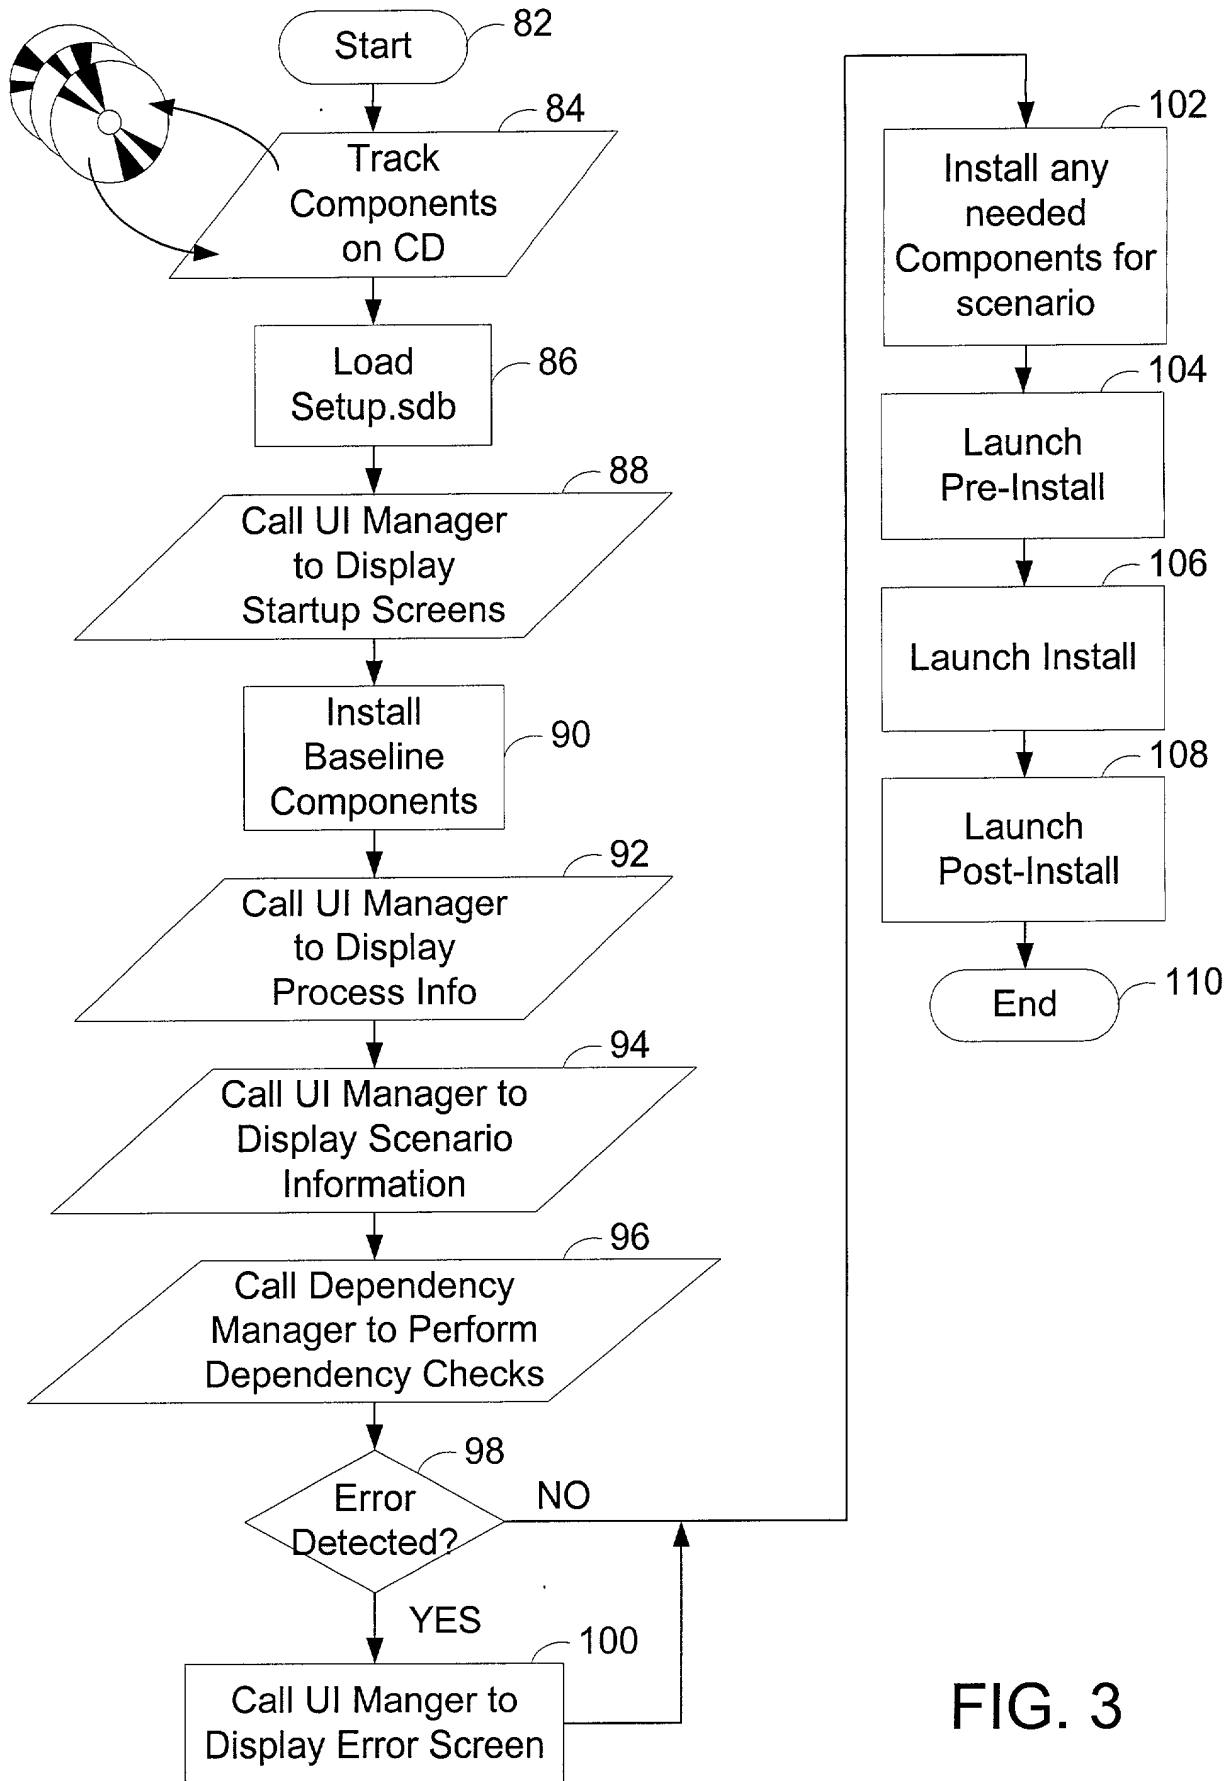 Start
82
84
Track
Components
on CD
Load
Setup.sdb
86
88
Call UI Manager
to Display
Startup Screens
Install
Baseline
Components
90
92
Call UI Manager
to Display
Process Info
94
Call UI Manager to
Display Scenario
Information
96
Call Dependency
Manager to Perform
Dependency Checks
98
Error
Detected?
NO
YES
100
Call UI Manger to
Display Error Screen
102
Install any
needed
Components for
scenario
104
Launch
Pre-Install
106
Launch Install
108
Launch
Post-Install
End
110
FIG. 3